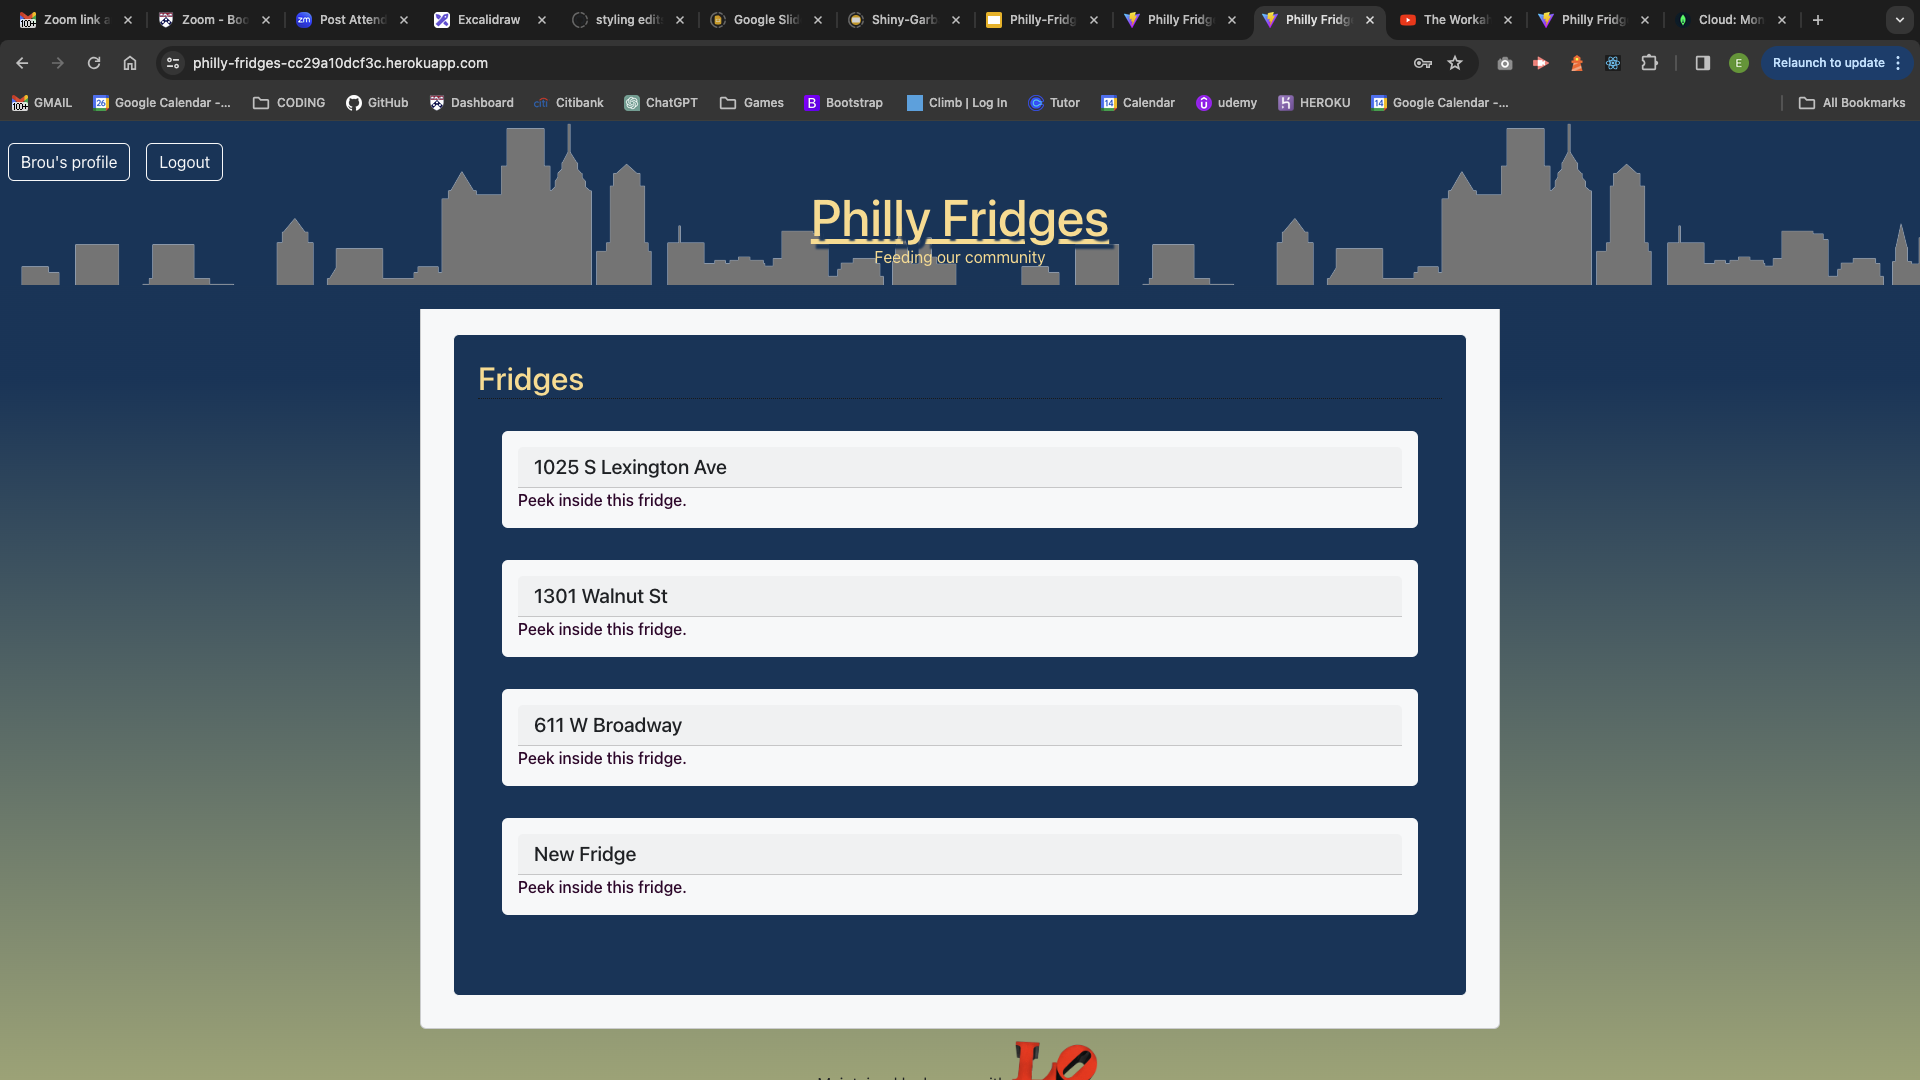 Zoom link a
Zoom - Boo
Post Attend
Excalidraw
styling edit
Google Slid
Shiny-Garb
Philly-Fridg
Philly Fridg
Philly Fridg
The Worka
Philly Fridg
Cloud: Mon
philly-fridges-cc29a10dcf3c.herokuapp.com
E
Relaunch to update
GMAIL
Google Calendar -...
CODING
GitHub
Dashboard
Citibank
ChatGPT
Games
Bootstrap
Climb | Log In
Tutor
Calendar
udemy
HEROKU
Google Calendar -...
All Bookmarks
Brou's profile
Logout
Philly Fridges
Feeding our community
Fridges
1025 S Lexington Ave
Peek inside this fridge.
1301 Walnut St
Peek inside this fridge.
611 W Broadway
Peek inside this fridge.
New Fridge
Peek inside this fridge.
LO